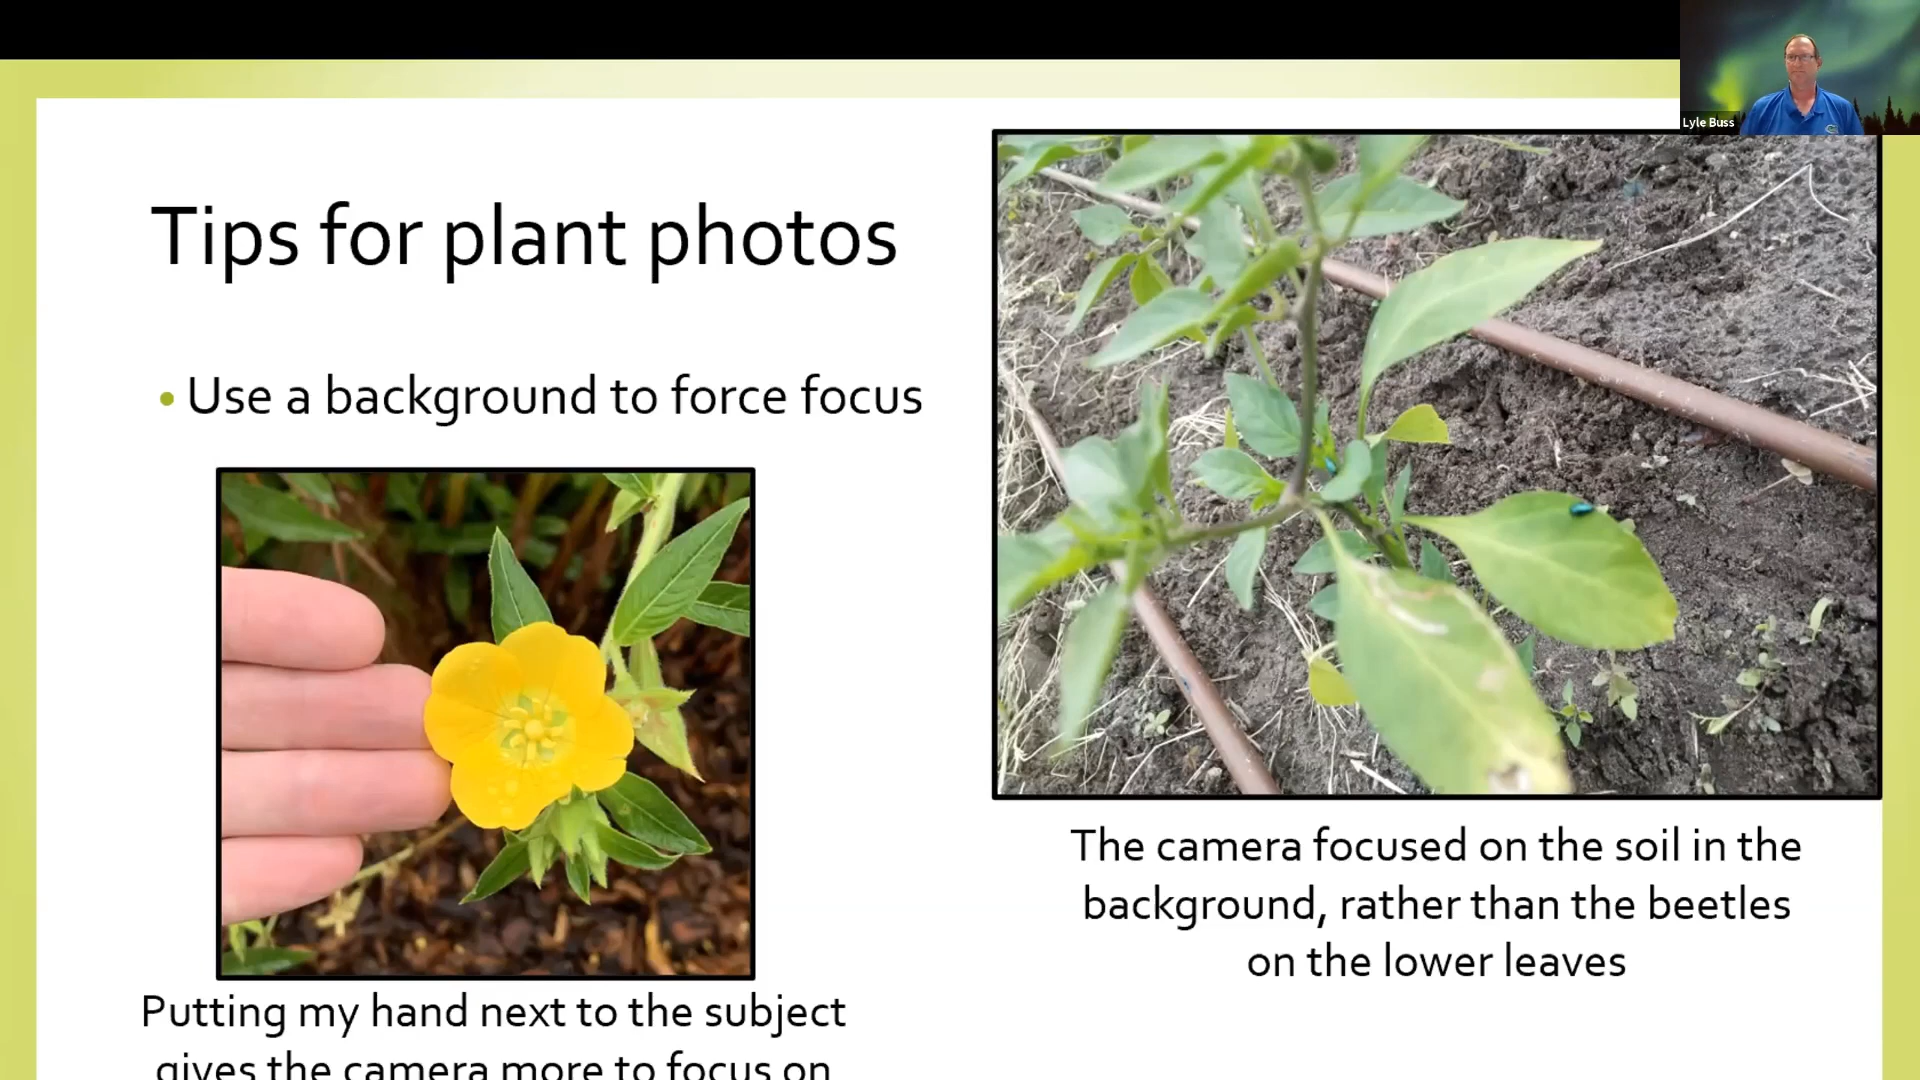 Lyle Buss
Tips for plant photos
• Use a background to force focus
The camera focused on the soil in the
background, rather than the beetles
on the lower leaves
Putting my hand next to the subject
gives the camera more to focus on